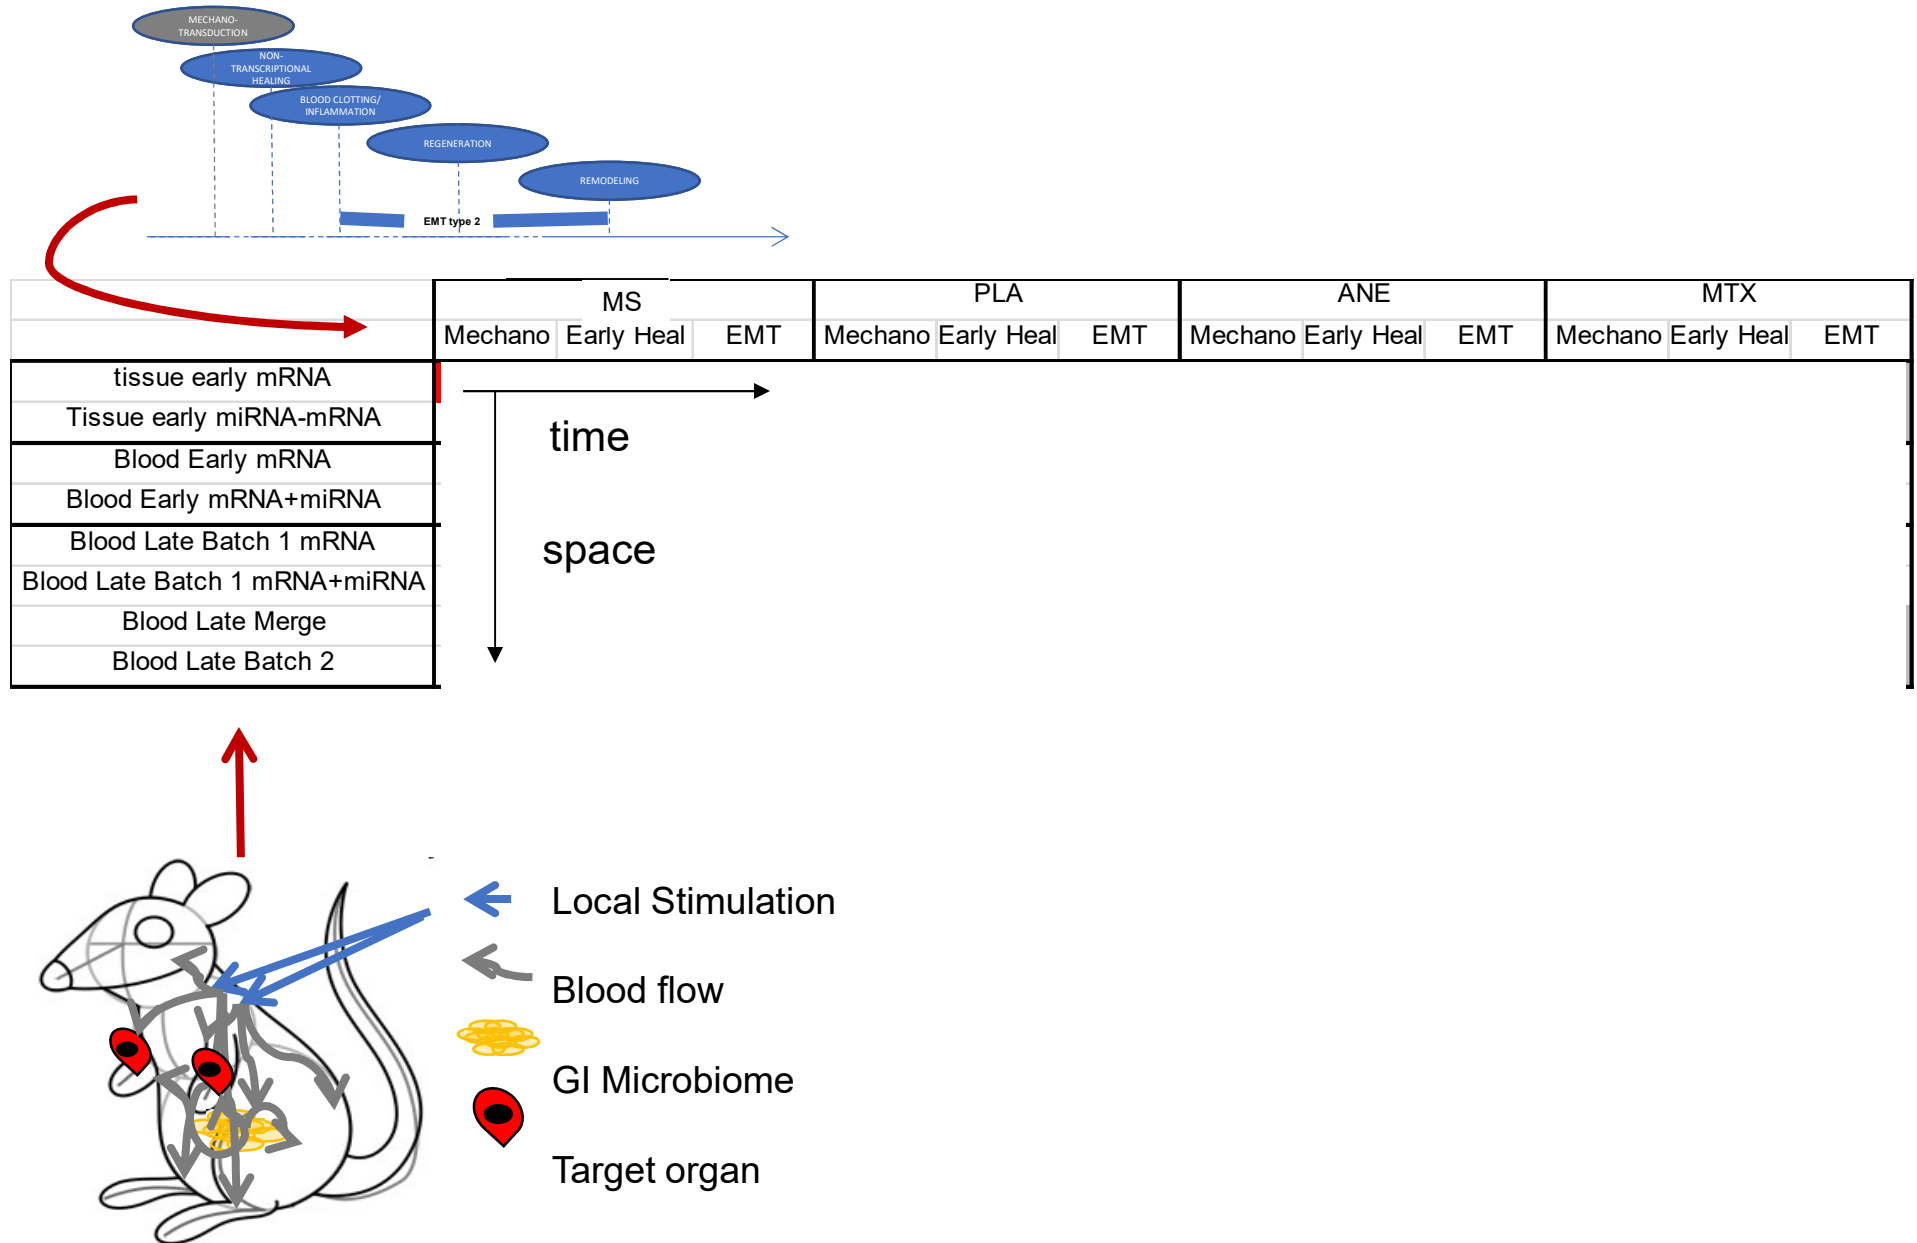 MECHANO-
TRANSDUCTION
NON-
TRANSCRIPTIONAL
HEALING
BLOOD CLOTTING/
INFLAMMATION
REGENERATION
REMODELING
EMT type 2
MS PLA ANE MTX
Mechano Early Heal EMT Mechano Early Heal EMT Mechano Early Heal EMT Mechano Early Heal EMT
tissue early mRNA
Tissue early miRNA-mRNA
Blood Early mRNA
Blood Early mRNA+miRNA
Blood Late Batch 1 mRNA
Blood Late Batch 1 mRNA+miRNA
Blood Late Merge
Blood Late Batch 2
time
space
Local Stimulation
Blood flow
GI Microbiome
Target organ